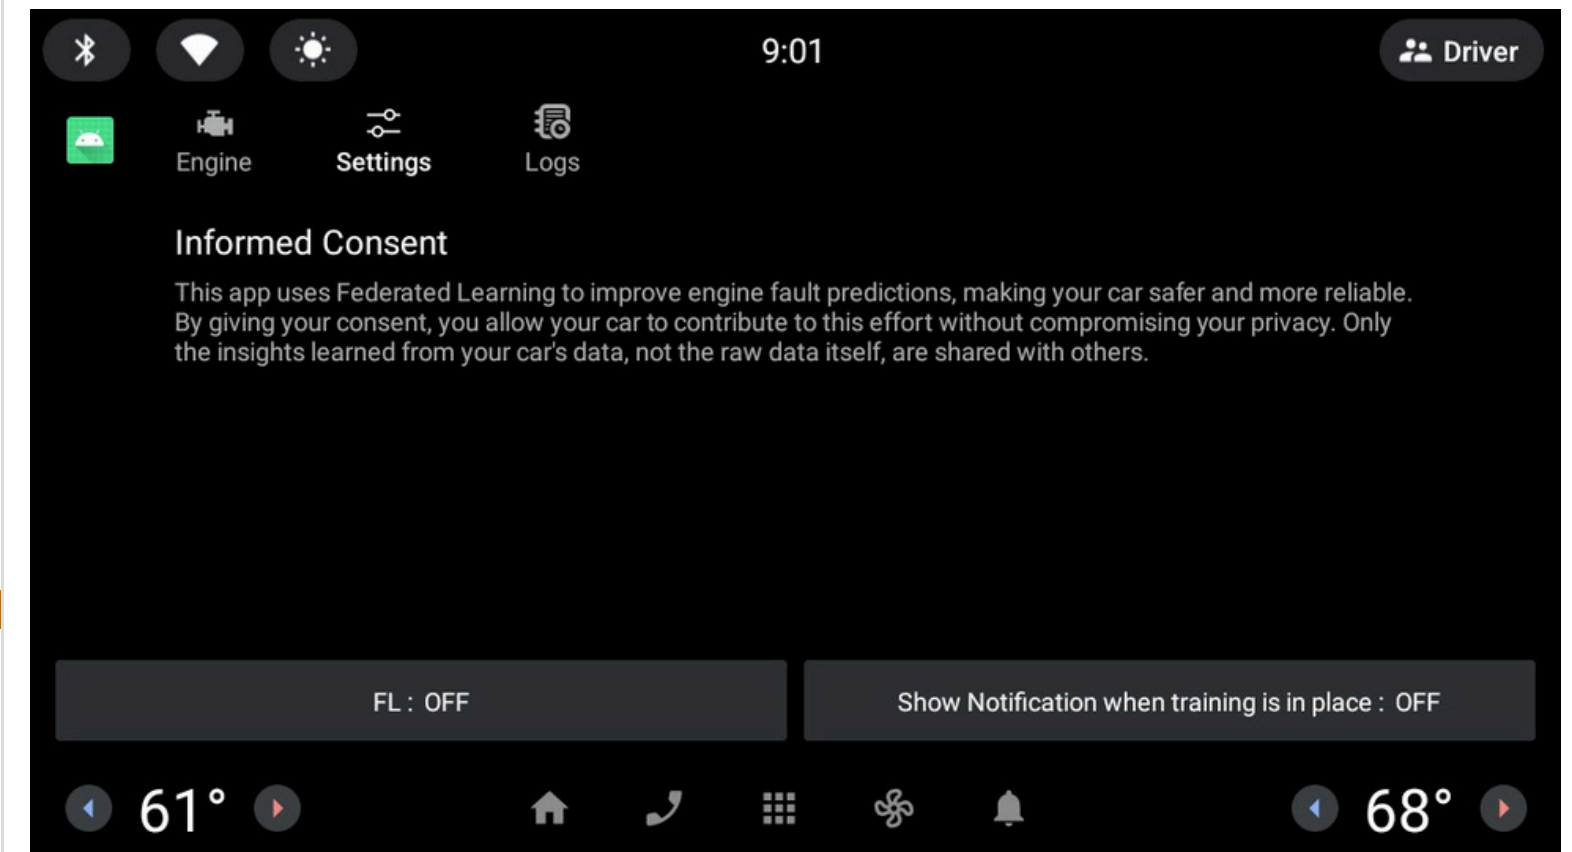 9:01
Driver
Engine
Settings
Logs
Informed Consent
This app uses Federated Learning to improve engine fault predictions, making your car safer and more reliable.
By giving your consent, you allow your car to contribute to this effort without compromising your privacy. Only
the insights learned from your car's data, not the raw data itself, are shared with others.
FL : OFF
Show Notification when training is in place : OFF
61°
68°